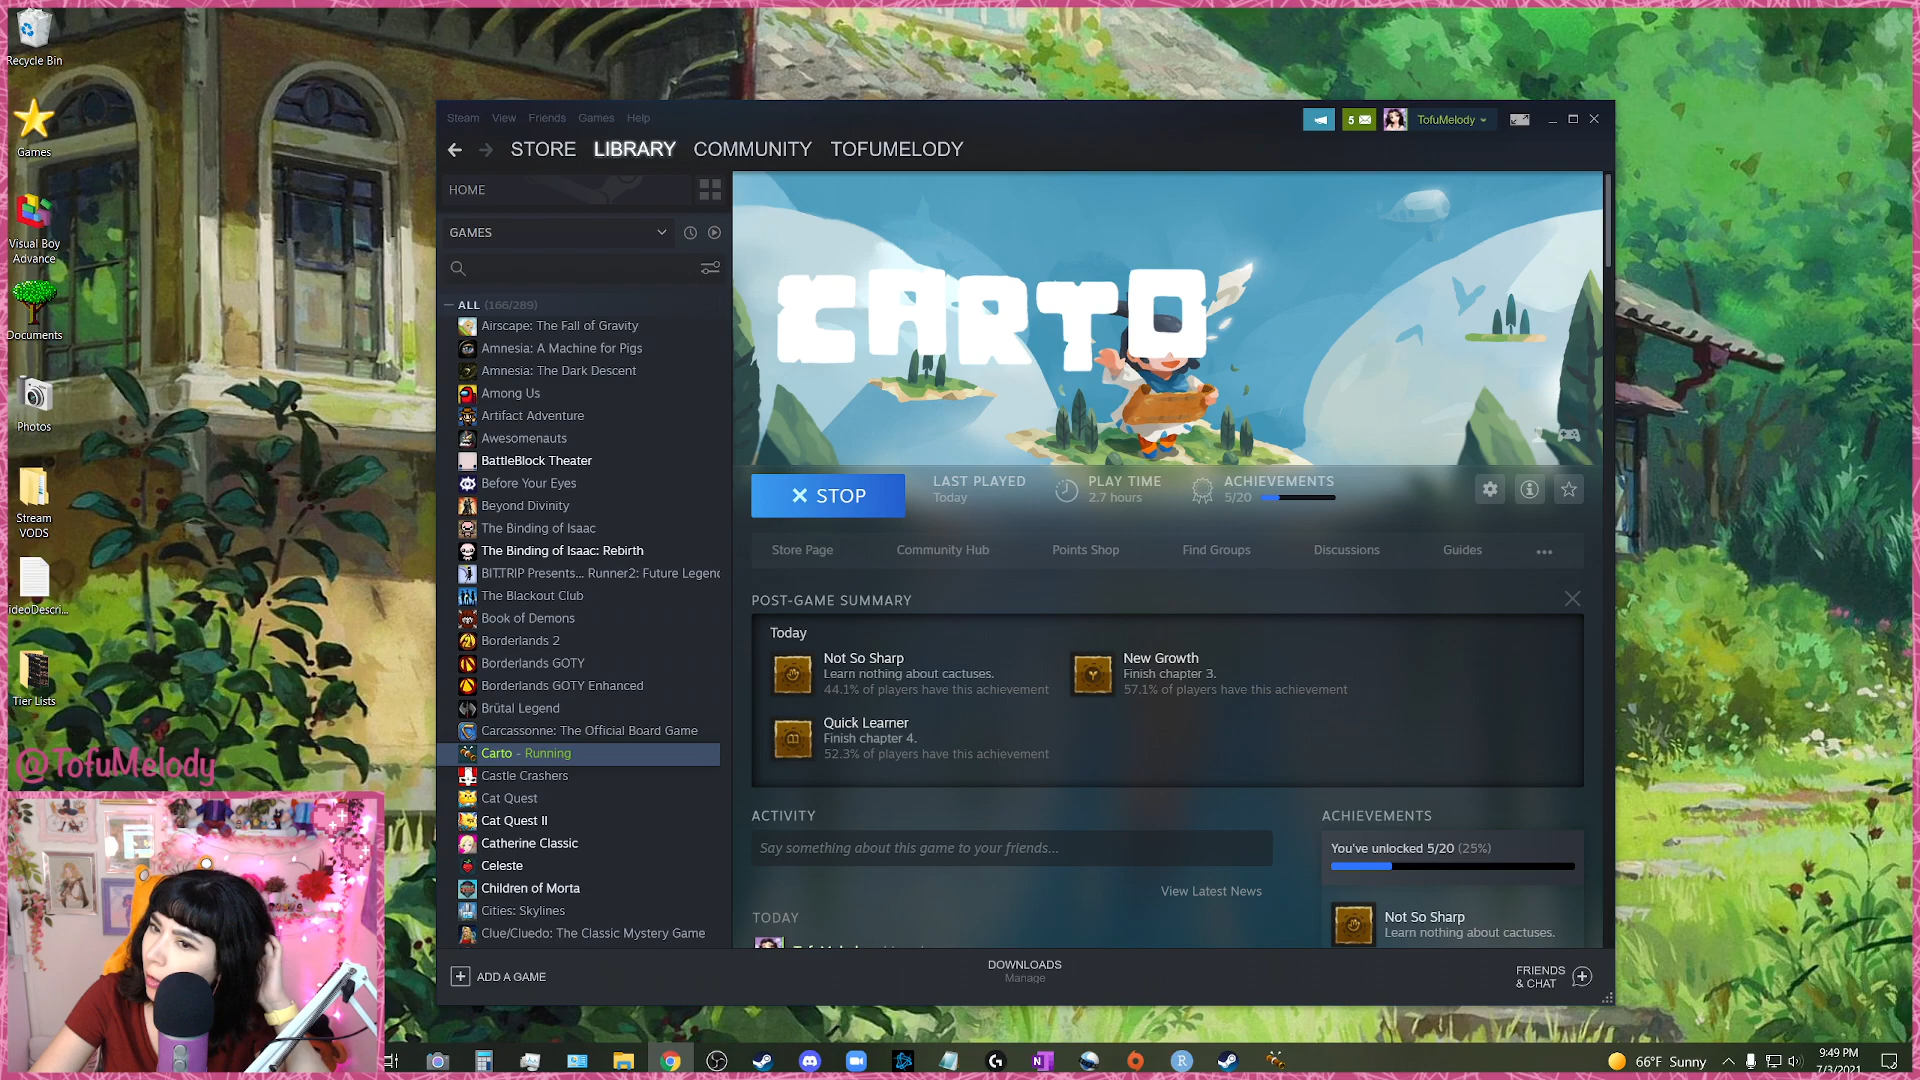 Recycle Bin
Games
Visual Boy
Advance
Documents
Photos
Stream
VODS
ideoDescri...
Tier Lists
@TofuMelody
Steam View Friends Games Help
5
TofuMelody
STORE LIBRARY COMMUNITY TOFUMELODY
HOME
GAMES
ALL (166/289)
Airscape: The Fall of Gravity
Amnesia: A Machine for Pigs
Amnesia: The Dark Descent
Among Us
Artifact Adventure
Awesomenauts
BattleBlock Theater
Before Your Eyes
Beyond Divinity
The Binding of Isaac
The Binding of Isaac: Rebirth
BIT.TRIP Presents... Runner2: Future Legend
The Blackout Club
Book of Demons
Borderlands 2
Borderlands GOTY
Borderlands GOTY Enhanced
Brütal Legend
Carcassonne: The Official Board Game
Carto - Running
Castle Crashers
Cat Quest
Cat Quest II
Catherine Classic
Celeste
Children of Morta
Cities: Skylines
Clue/Cluedo: The Classic Mystery Game
ADD A GAME
CARTO
STOP
LAST PLAYED
Today
PLAY TIME
2.7 hours
ACHIEVEMENTS
5/20
Store Page Community Hub Points Shop Find Groups Discussions Guides
POST-GAME SUMMARY
Today
Not So Sharp
Learn nothing about cactuses.
44.1% of players have this achievement
New Growth
Finish chapter 3.
57.1% of players have this achievement
Quick Learner
Finish chapter 4.
52.3% of players have this achievement
ACTIVITY
Say something about this game to your friends...
View Latest News
TODAY
ACHIEVEMENTS
You've unlocked 5/20 (25%)
Not So Sharp
Learn nothing about cactuses.
DOWNLOADS
Manage
FRIENDS
& CHAT
66°F Sunny
9:49 PM
7/3/2021